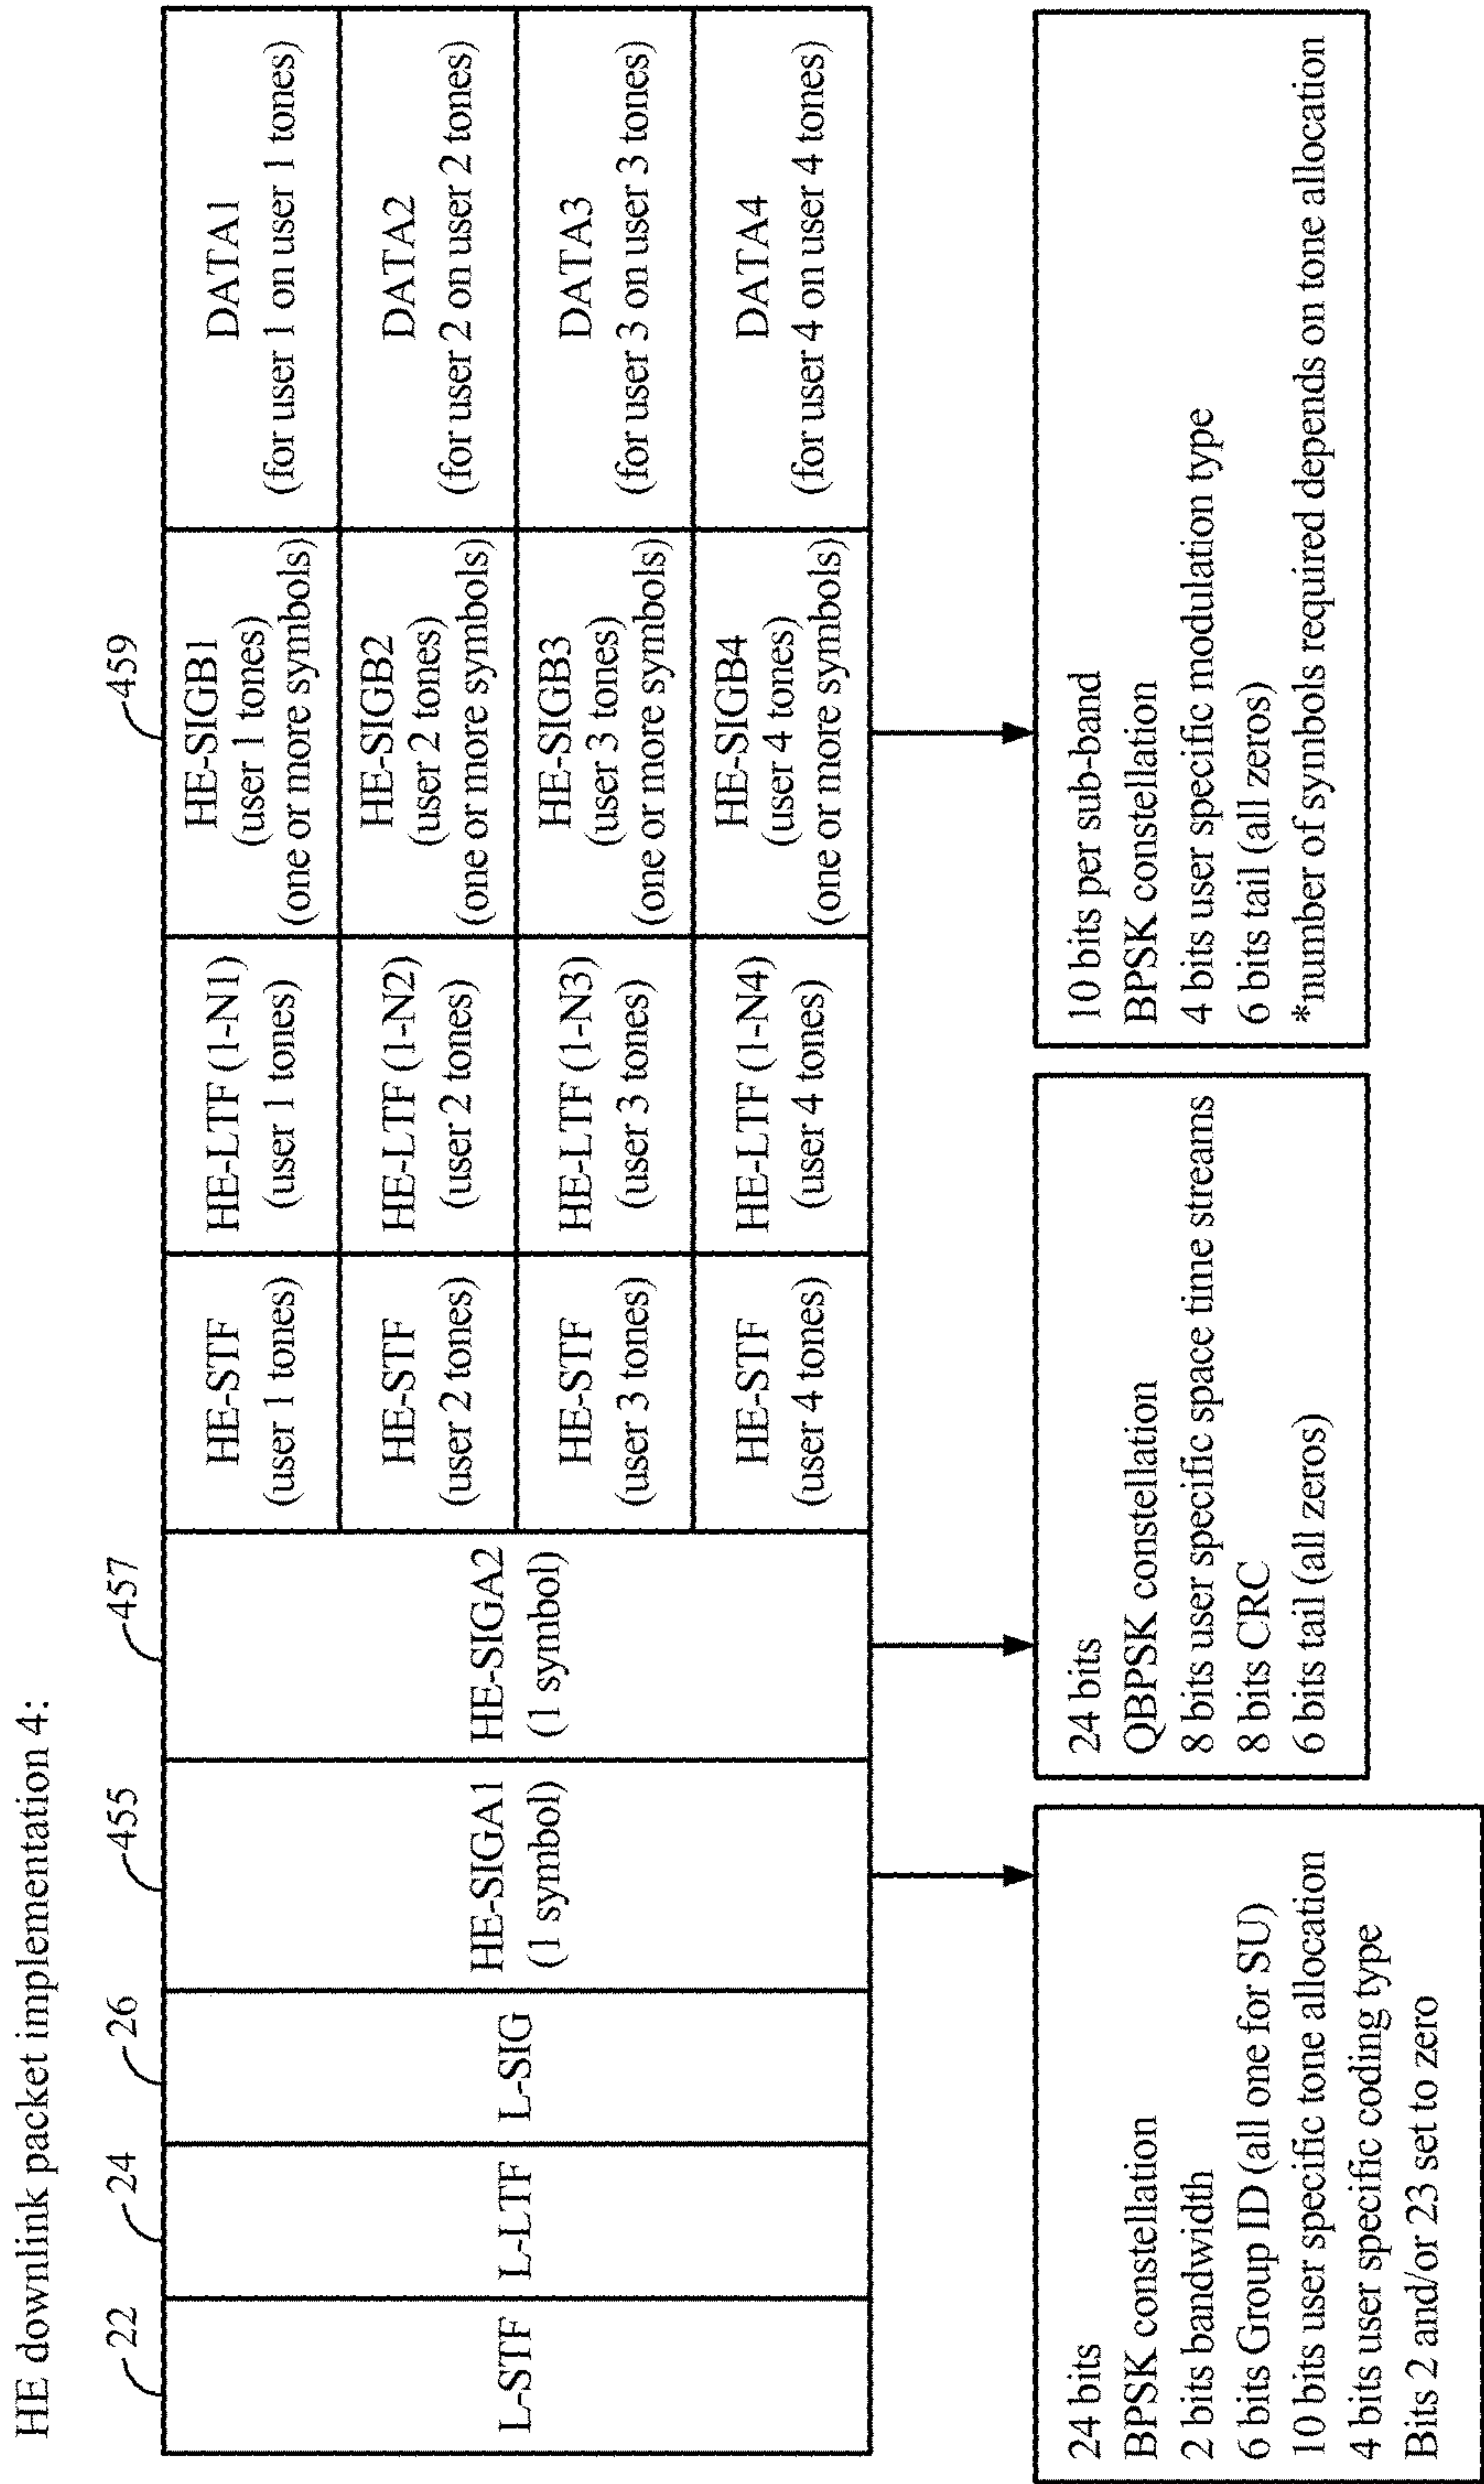 HE downlink packet implementation 4:
22
24
26
455
457
459
L-STF
L-LTF
L-SIG
HE-SIGA1
(1 symbol)
HE-SIGA2
(1 symbol)
HE-STF
(user 1 tones)
HE-LTF (1-N1)
(user 1 tones)
HE-SIGB1
(user 1 tones)
(one or more symbols)
DATA1
(for user 1 on user 1 tones)
HE-STF
(user 2 tones)
HE-LTF (1-N2)
(user 2 tones)
HE-SIGB2
(user 2 tones)
(one or more symbols)
DATA2
(for user 2 on user 2 tones)
HE-STF
(user 3 tones)
HE-LTF (1-N3)
(user 3 tones)
HE-SIGB3
(user 3 tones)
(one or more symbols)
DATA3
(for user 3 on user 3 tones)
HE-STF
(user 4 tones)
HE-LTF (1-N4)
(user 4 tones)
HE-SIGB4
(user 4 tones)
(one or more symbols)
DATA4
(for user 4 on user 4 tones)
24 bits
BPSK constellation
2 bits bandwidth
6 bits Group ID (all one for SU)
10 bits user specific tone allocation
4 bits user specific coding type
Bits 2 and/or 23 set to zero
24 bits
QBPSK constellation
8 bits user specific space time streams
8 bits CRC
6 bits tail (all zeros)
10 bits per sub-band
BPSK constellation
4 bits user specific modulation type
6 bits tail (all zeros)
*number of symbols required depends on tone allocation